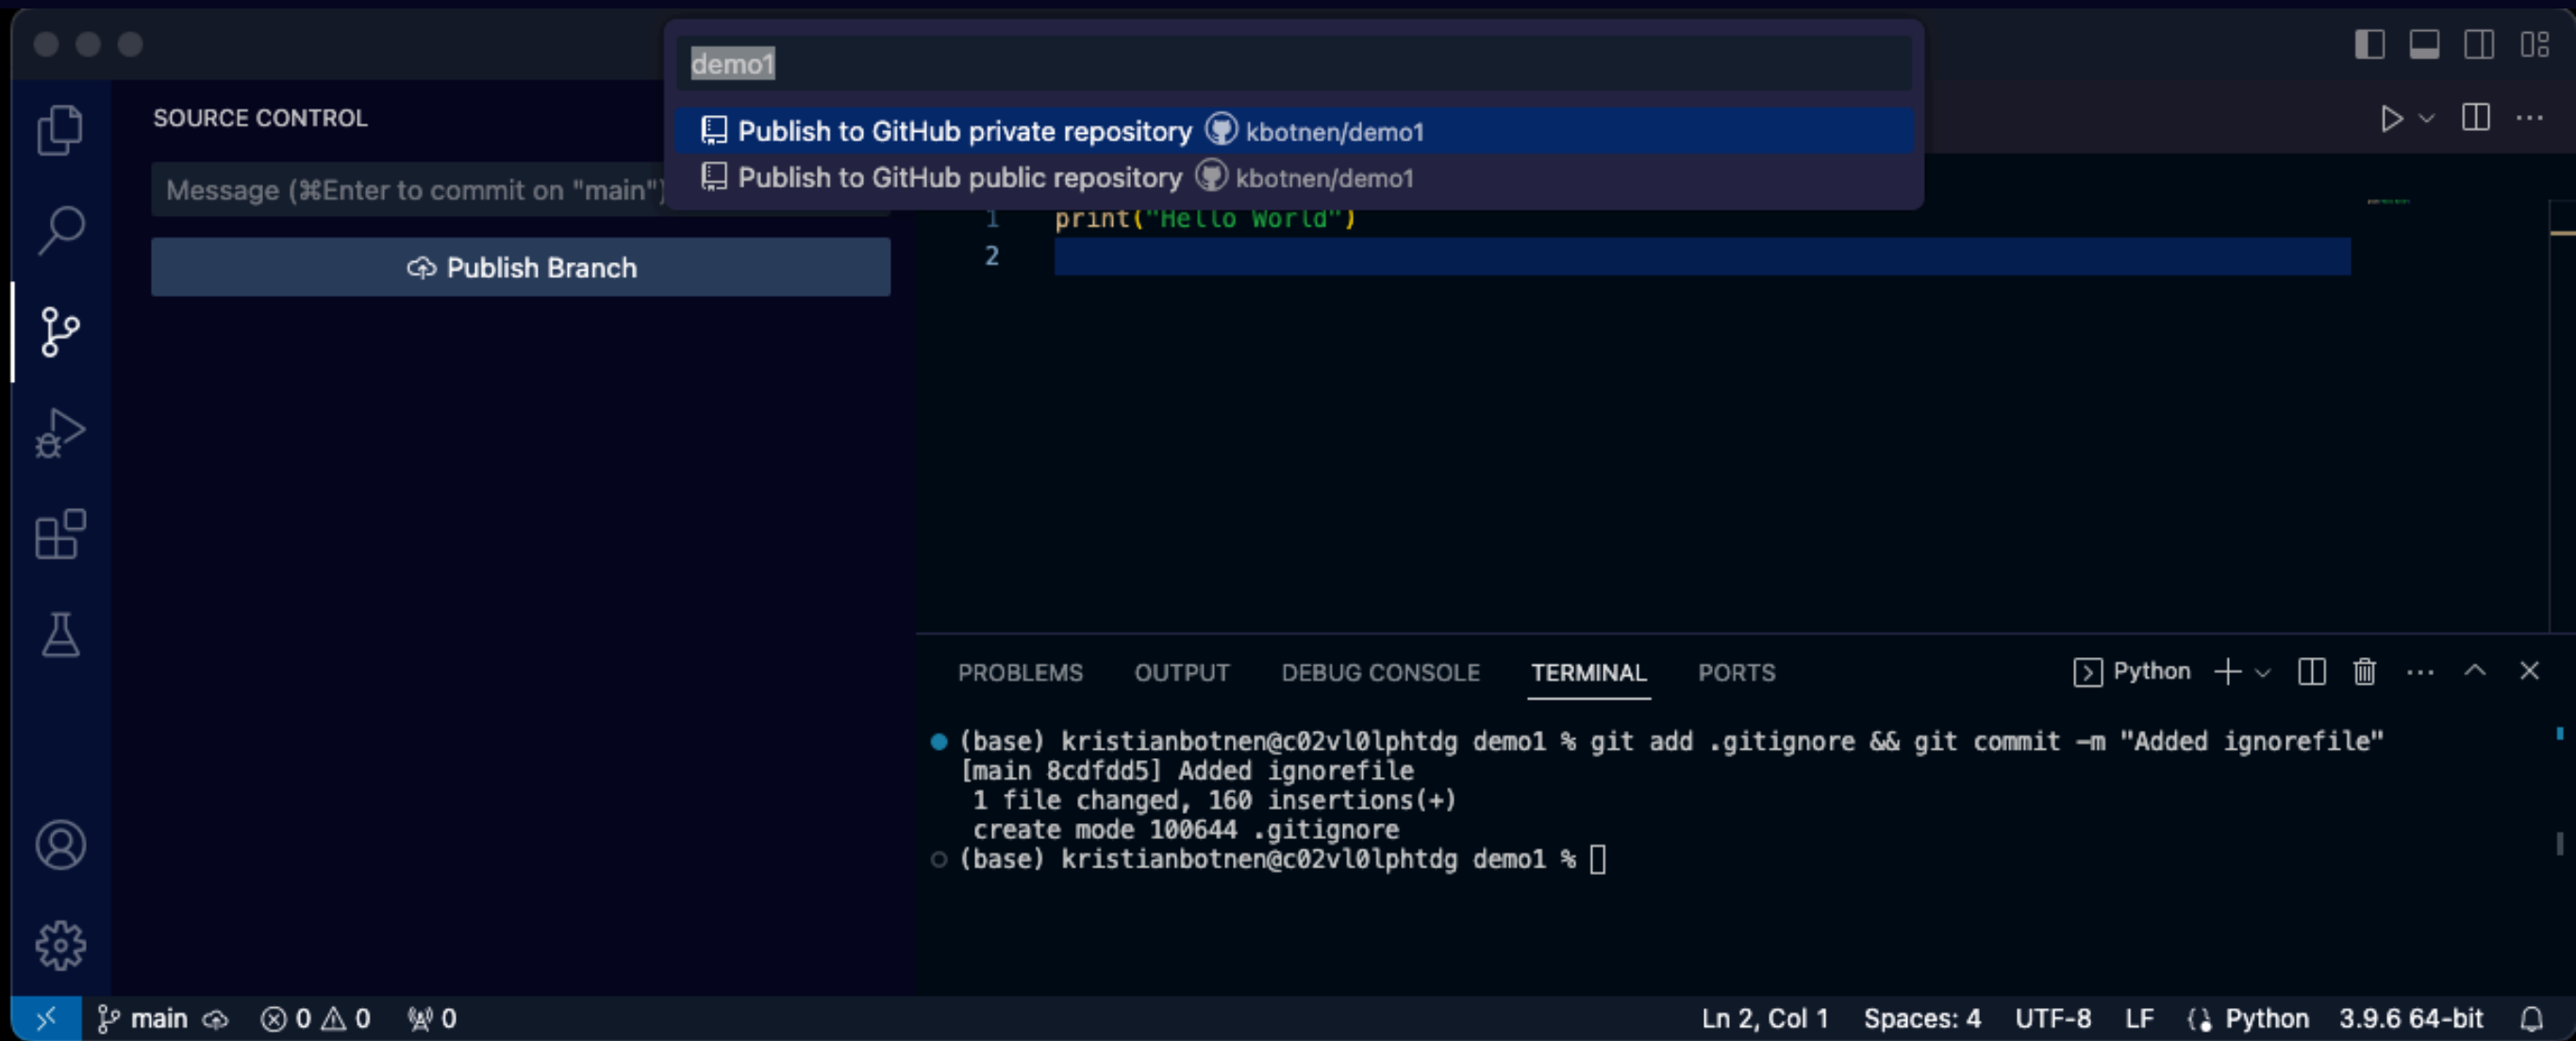 demo1
Publish to GitHub private repository kbotnen/demo1
Publish to GitHub public repository kbotnen/demo1
SOURCE CONTROL
Message (⌘Enter to commit on "main")
Publish Branch
1 print("Hello World")
2
PROBLEMS OUTPUT DEBUG CONSOLE TERMINAL PORTS Python
(base) kristianbotnen@c02vl0lphtdg demo1 % git add .gitignore && git commit -m "Added ignorefile"
[main 8cdfdd5] Added ignorefile
1 file changed, 160 insertions(+)
create mode 100644 .gitignore
(base) kristianbotnen@c02vl0lphtdg demo1 %
main 0 0 0 Ln 2, Col 1 Spaces: 4 UTF-8 LF Python 3.9.6 64-bit